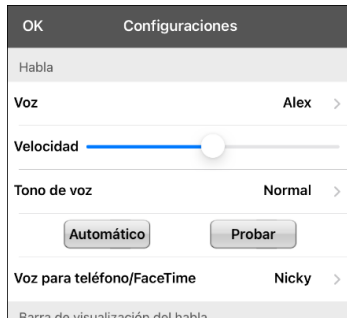 OK Configuraciones
Habla
Voz Alex
Velocidad
Tono de voz Normal
Automático Probar
Voz para teléfono/FaceTime Nicky
Barra de visualización del habla